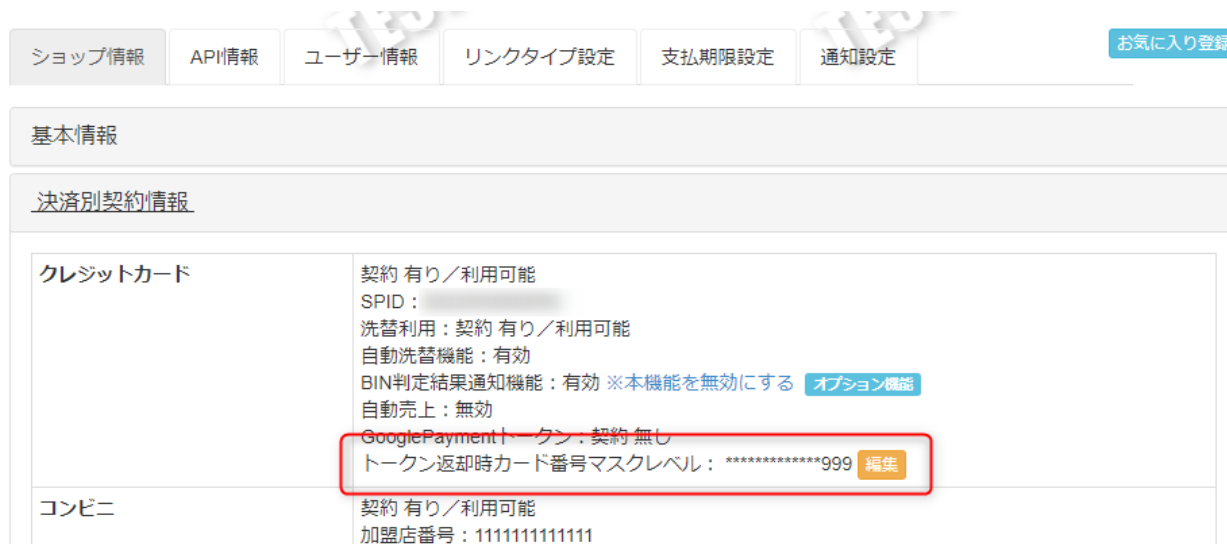 TEST
TEST
ショップ情報 API情報 ユーザー情報 リンクタイプ設定 支払期限設定 通知設定 お気に入り登録
基本情報
決済別契約情報
クレジットカード 契約 有り／利用可能
SPID：
洗替利用：契約 有り／利用可能
自動洗替機能：有効
BIN判定結果通知機能：有効 ※本機能を無効にする オプション機能
自動売上：無効
GooglePaymentトークン：契約 無し
トークン返却時カード番号マスクレベル： *************999 編集
コンビニ 契約 有り／利用可能
加盟店番号：1111111111111